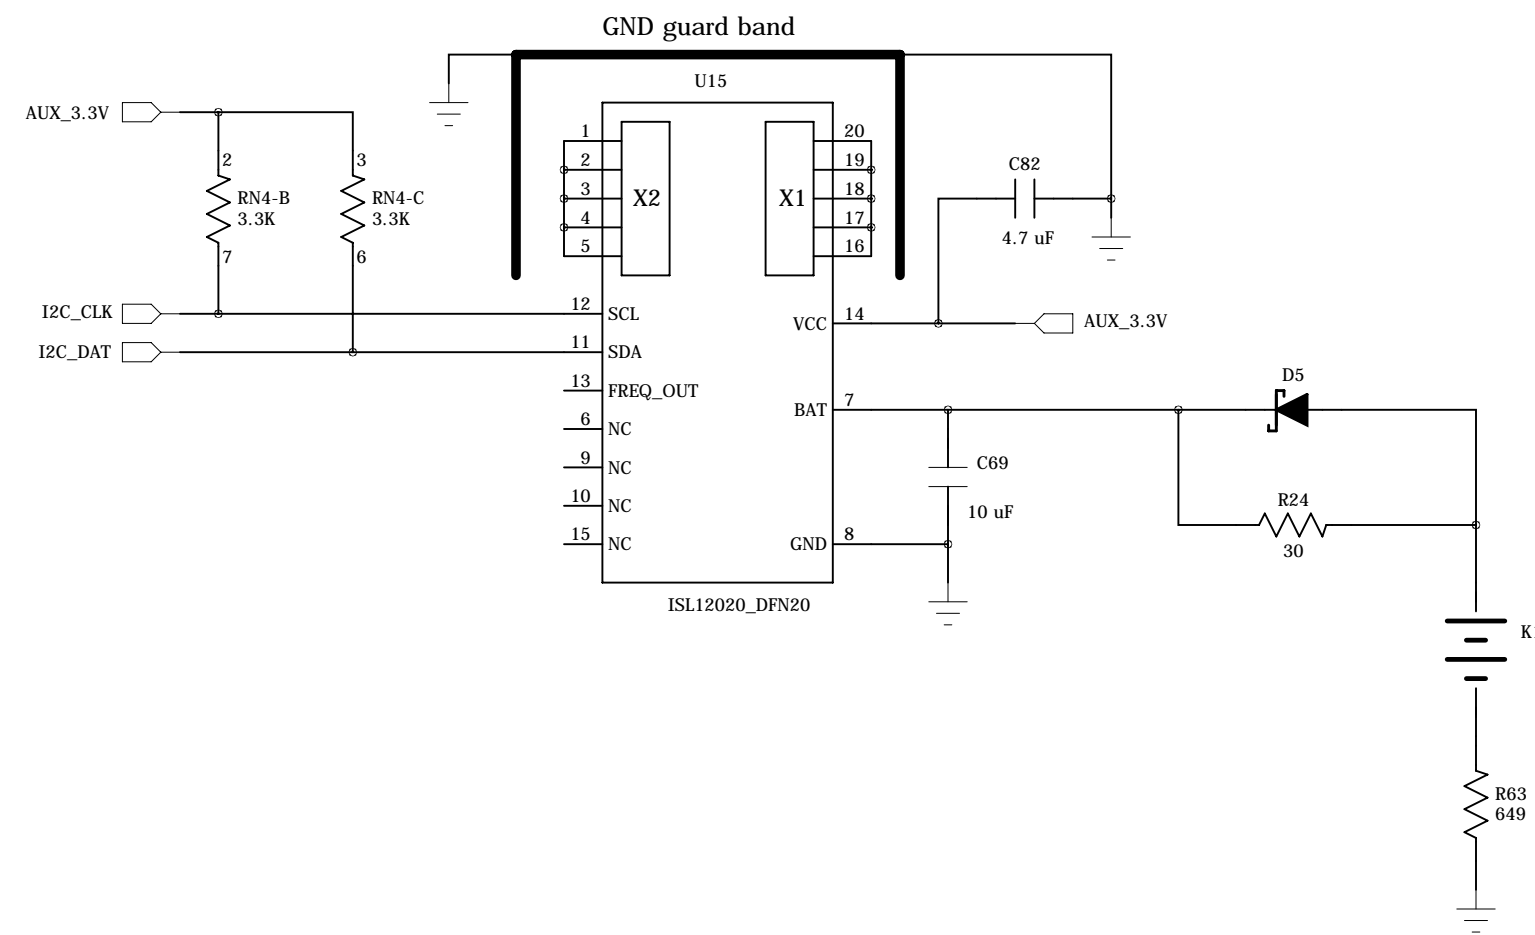 GND guard band
U15
AUX_3.3V
1
2
3
4
5
X2
X1
20
19
18
17
16
C82
4.7 uF
2
RN4-B
3.3K
7
3
RN4-C
3.3K
6
I2C_CLK
12
SCL
I2C_DAT
11
SDA
13
FREQ_OUT
6
NC
9
NC
10
NC
15
NC
VCC
14
AUX_3.3V
BAT
7
D5
C69
10 uF
R24
30
GND
8
ISL12020_DFN20
R63
649